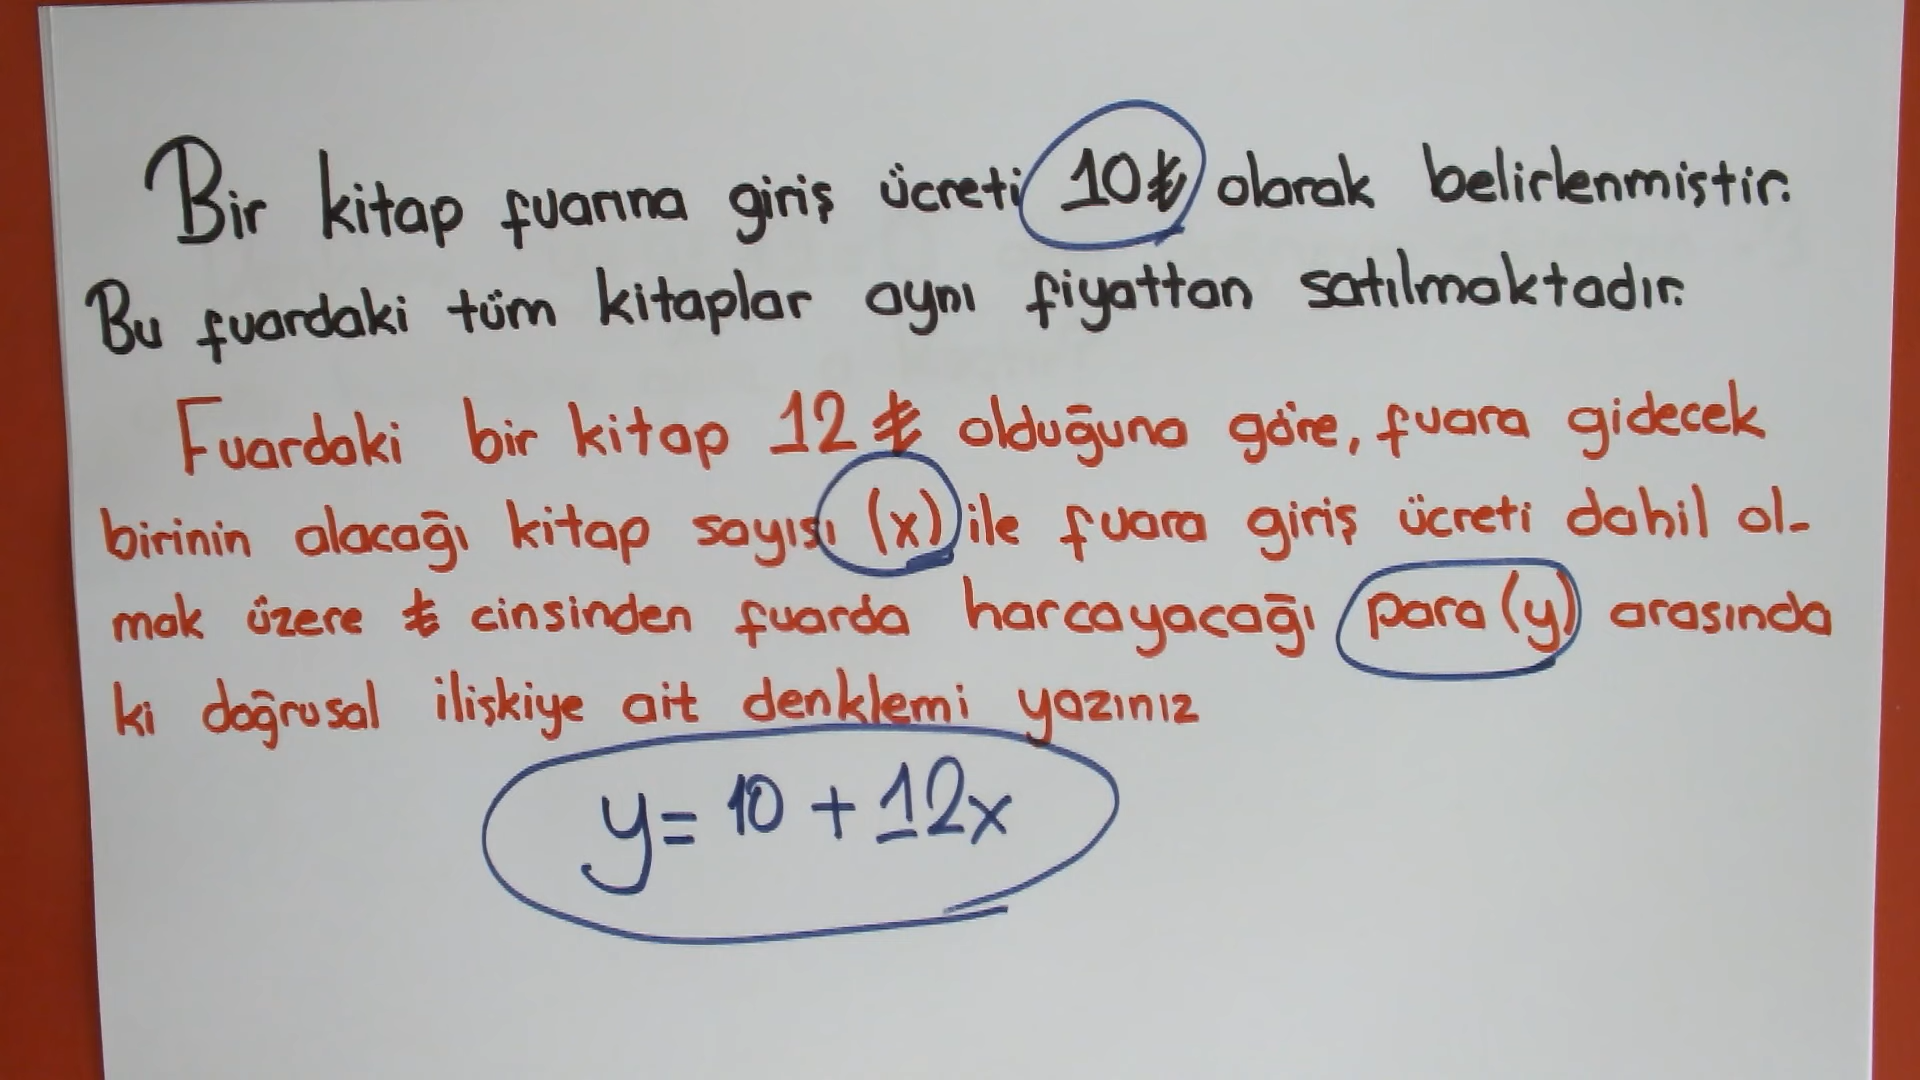 Bir kitap fuarına giriş ücreti 10₺ olarak belirlenmiştir.
Bu fuardaki tüm kitaplar aynı fiyattan satılmaktadır.
Fuardaki bir kitap 12 ₺ olduğuna göre, fuara gidecek
birinin alacağı kitap sayısı (x) ile fuara giriş ücreti dahil ol-
mak üzere ₺ cinsinden fuarda harcayacağı para (y) arasında
ki doğrusal ilişkiye ait denklemi yazınız
y = 10 + 12x